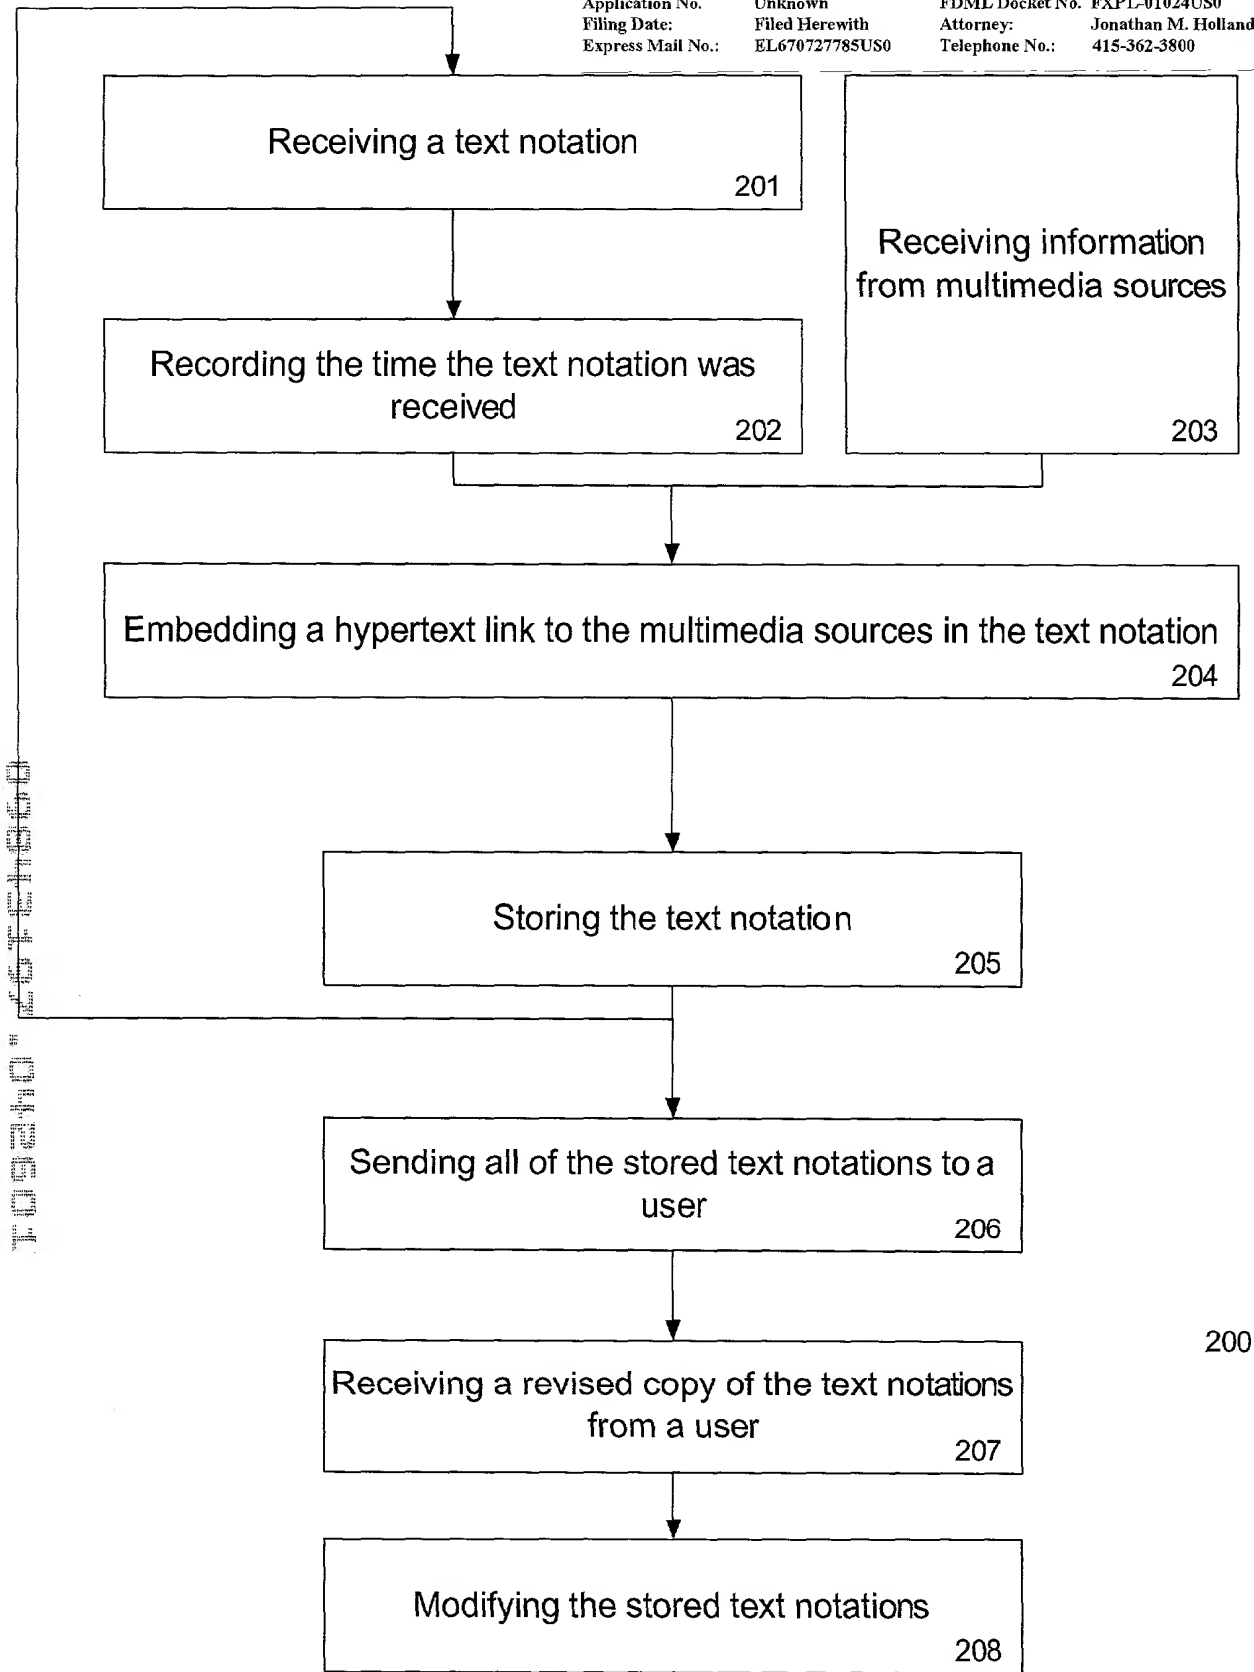 Application No. Unknown FDML Docket No. FXPL-01024US0
Filing Date: Filed Herewith Attorney: Jonathan M. Holland
Express Mail No.: EL670727785US0 Telephone No.: 415-362-3800
Receiving a text notation
201
Receiving information
from multimedia sources
203
Recording the time the text notation was
received
202
Embedding a hypertext link to the multimedia sources in the text notation
204
Storing the text notation
205
Sending all of the stored text notations to a
user
206
200
Receiving a revised copy of the text notations
from a user
207
Modifying the stored text notations
208